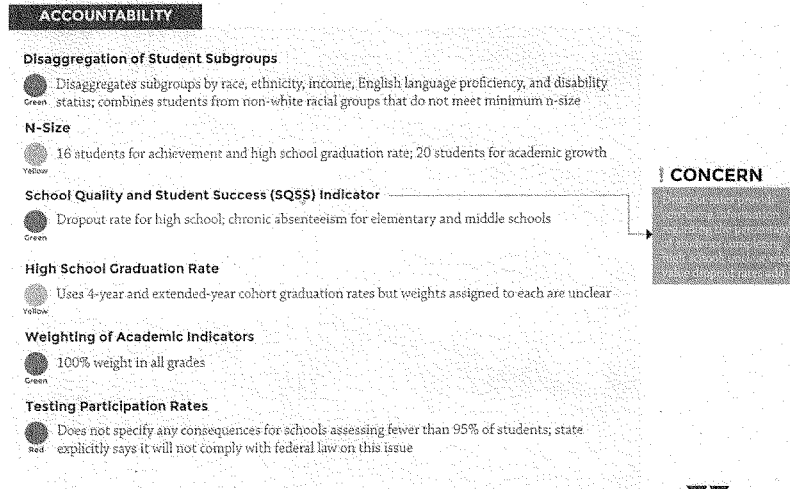 ACCOUNTABILITY
Disaggregation of Student Subgroups
Disaggregates subgroups by race, ethnicity, income, English language proficiency, and disability
Green status; combines students from non-white racial groups that do not meet minimum n-size
N-Size
16 students for achievement and high school graduation rate; 20 students for academic growth
Yellow
School Quality and Student Success (SQSS) Indicator
Dropout rate for high school; chronic absenteeism for elementary and middle schools
Green
CONCERN
High School Graduation Rate
Uses 4-year and extended-year cohort graduation rates but weights assigned to each are unclear
Yellow
Weighting of Academic Indicators
100% weight in all grades
Green
Testing Participation Rates
Does not specify any consequences for schools assessing fewer than 95% of students; state
Red explicitly says it will not comply with federal law on this issue